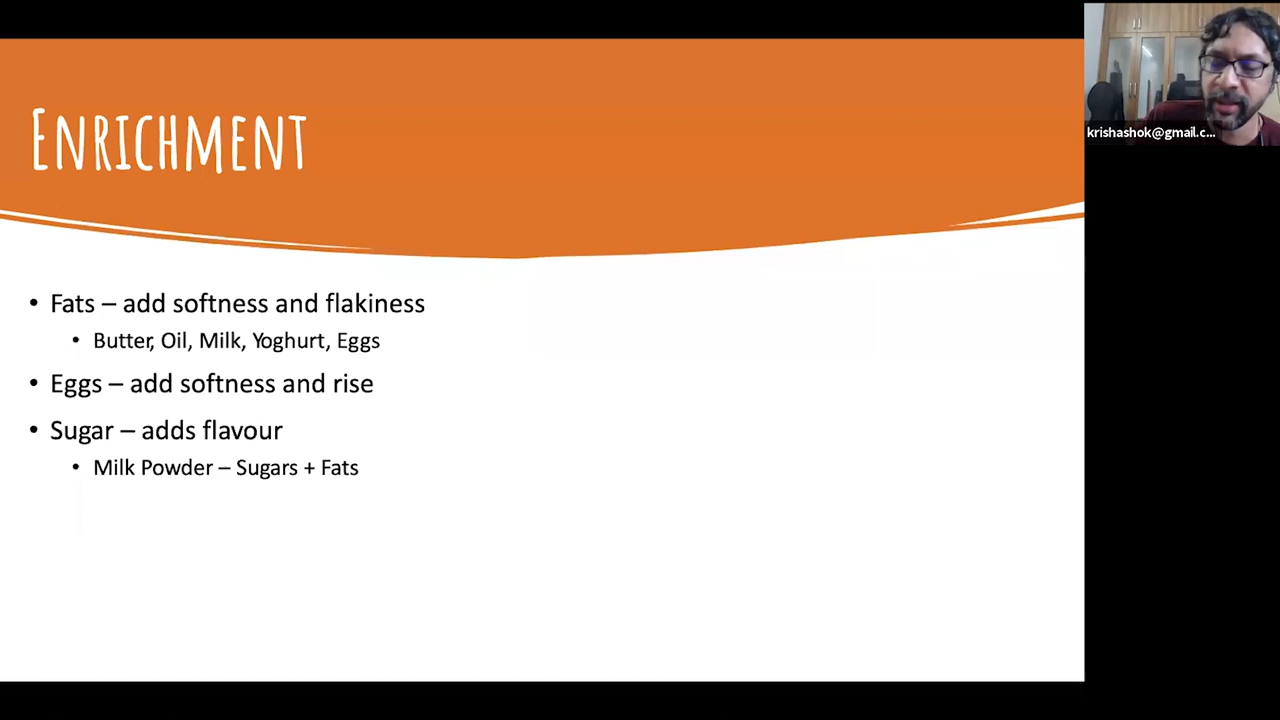 ENRICHMENT
• Fats – add softness and flakiness
• Butter, Oil, Milk, Yoghurt, Eggs
• Eggs – add softness and rise
• Sugar – adds flavour
• Milk Powder – Sugars + Fats
krishashok@gmail.c...